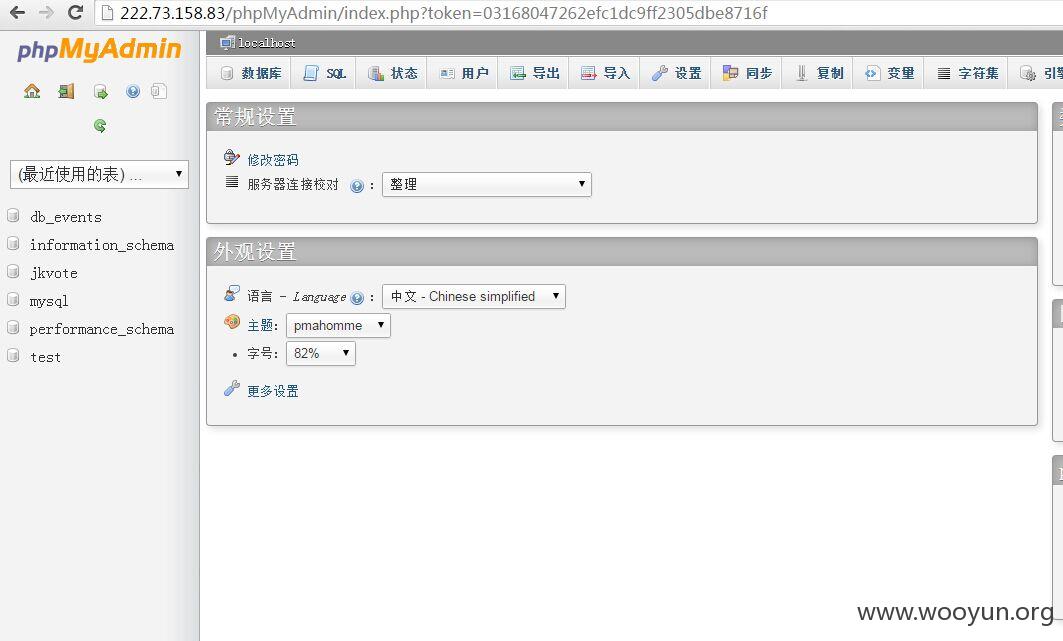 222.73.158.83/phpMyAdmin/index.php?token=03168047262efc1dc9ff2305dbe8716f
phpMyAdmin
(最近使用的表) ...
db_events
information_schema
jkvote
mysql
performance_schema
test
localhost
数据库 SQL 状态 用户 导出 导入 设置 同步 复制 变量 字符集 引擎
常规设置
修改密码
服务器连接校对 : 整理
外观设置
语言 - Language : 中文 - Chinese simplified
主题: pmahomme
• 字号: 82%
更多设置
www.wooyun.org